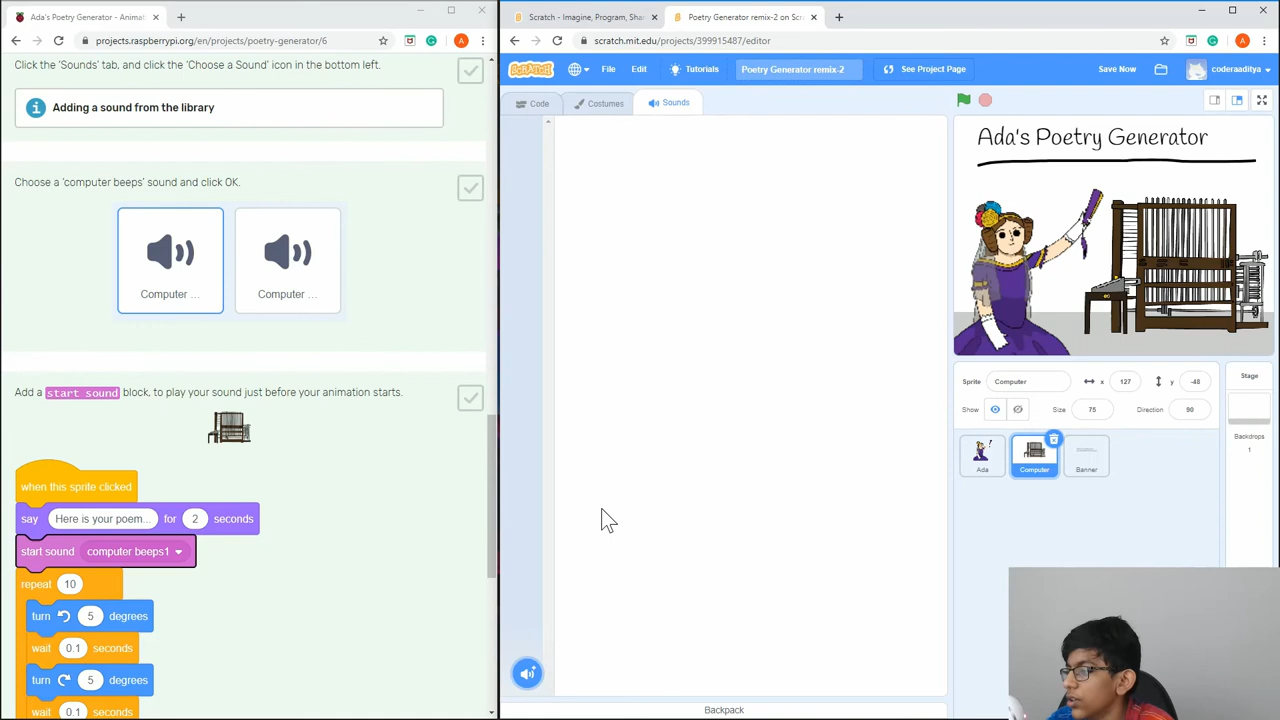 Ada's Poetry Generator - Animat
projects.raspberrypi.org/en/projects/poetry-generator/6
A
Click the 'Sounds' tab, and click the 'Choose a Sound' icon in the bottom left.
Adding a sound from the library
Choose a 'computer beeps' sound and click OK.
Computer ...
Computer ...
Add a start sound block, to play your sound just before your animation starts.
when this sprite clicked
say Here is your poem... for 2 seconds
start sound computer beeps1
repeat 10
turn 5 degrees
wait 0.1 seconds
turn 5 degrees
wait 0.1 seconds
Scratch - Imagine, Program, Shar
Poetry Generator remix-2 on Scr
scratch.mit.edu/projects/399915487/editor
A
SCRATCH
File
Edit
Tutorials
Poetry Generator remix-2
See Project Page
Save Now
coderaaditya
Code
Costumes
Sounds
Ada's Poetry Generator
Sprite
Computer
x
127
y
-48
Show
Size
75
Direction
90
Stage
Backdrops
1
Ada
Computer
Banner
Backpack